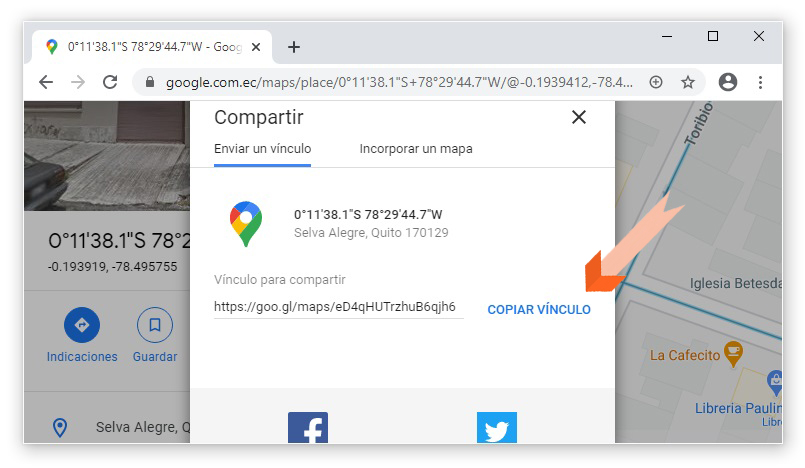 0°11'38.1"S 78°29'44.7"W - Goog
google.com.ec/maps/place/0°11'38.1"S+78°29'44.7"W/@-0.1939412,-78.4...
Compartir
Enviar un vínculo
Incorporar un mapa
0°11'38.1"S 78°29'44.7"W
Selva Alegre, Quito 170129
Vínculo para compartir
https://goo.gl/maps/eD4qHUTrzhuB6qjh6
COPIAR VÍNCULO
0°11'38.1"S 78°2
-0.193919, -78.495755
Indicaciones
Guardar
Selva Alegre, Q
Toribio
Iglesia Betesda
La Cafecito
Libreria Paulin
Libre